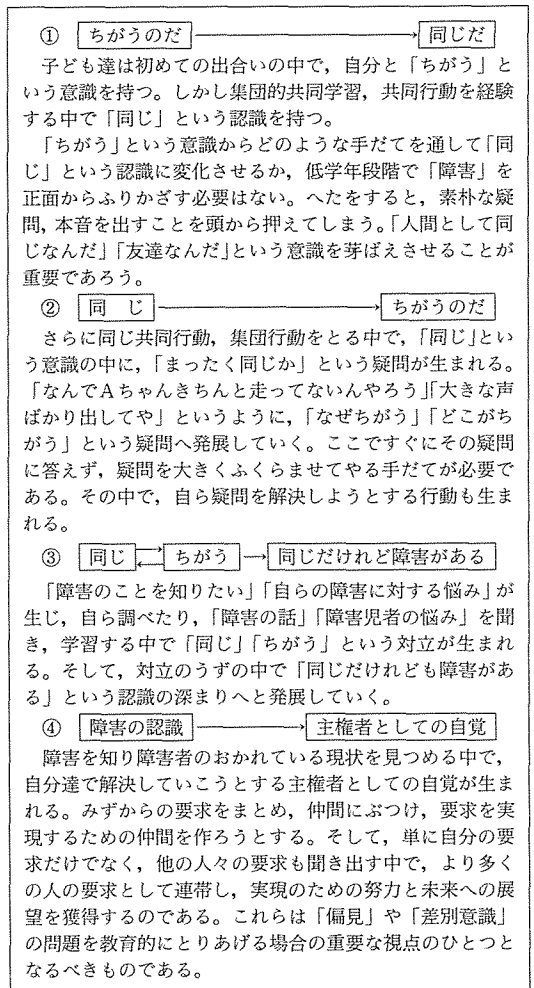 ① ちがうのだ → 同じだ
子ども達は初めての出合いの中で，自分と「ちがう」と
いう意識を持つ。しかし集団的共同学習，共同行動を経験
する中で「同じ」という認識を持つ。
「ちがう」という意識からどのような手だてを通して「同
じ」という認識に変化させるか，低学年段階で「障害」を
正面からふりかざす必要はない。へたをすると，素朴な疑
問，本音を出すことを頭から押えてしまう。「人間として同
じなんだ」「友達なんだ」という意識を芽ばえさせることが
重要であろう。
② 同 じ → ちがうのだ
さらに同じ共同行動，集団行動をとる中で，「同じ」とい
う意識の中に，「まったく同じか」という疑問が生まれる。
「なんでAちゃんきちんと走ってないんやろう」「大きな声
ばかり出してや」というように，「なぜちがう」「どこがち
がう」という疑問へ発展していく。ここですぐにその疑問
に答えず，疑問を大きくふくらませてやる手だてが必要で
ある。その中で，自ら疑問を解決しようとする行動も生ま
れる。
③ 同じ ⇄ ちがう → 同じだけれど障害がある
「障害のことを知りたい」「自らの障害に対する悩み」が
生じ，自ら調べたり，「障害の話」「障害児者の悩み」を聞
き，学習する中で「同じ」「ちがう」という対立が生まれ
る。そして，対立のうずの中で「同じだけれども障害があ
る」という認識の深まりへと発展していく。
④ 障害の認識 → 主権者としての自覚
障害を知り障害者のおかれている現状を見つめる中で，
自分達で解決していこうとする主権者としての自覚が生ま
れる。みずからの要求をまとめ，仲間にぶつけ，要求を実
現するための仲間を作ろうとする。そして，単に自分の要
求だけでなく，他の人々の要求も聞き出す中で，より多く
の人の要求として連帯し，実現のための努力と未来への展
望を獲得するのである。これらは「偏見」や「差別意識」
の問題を教育的にとりあげる場合の重要な視点のひとつと
なるべきものである。